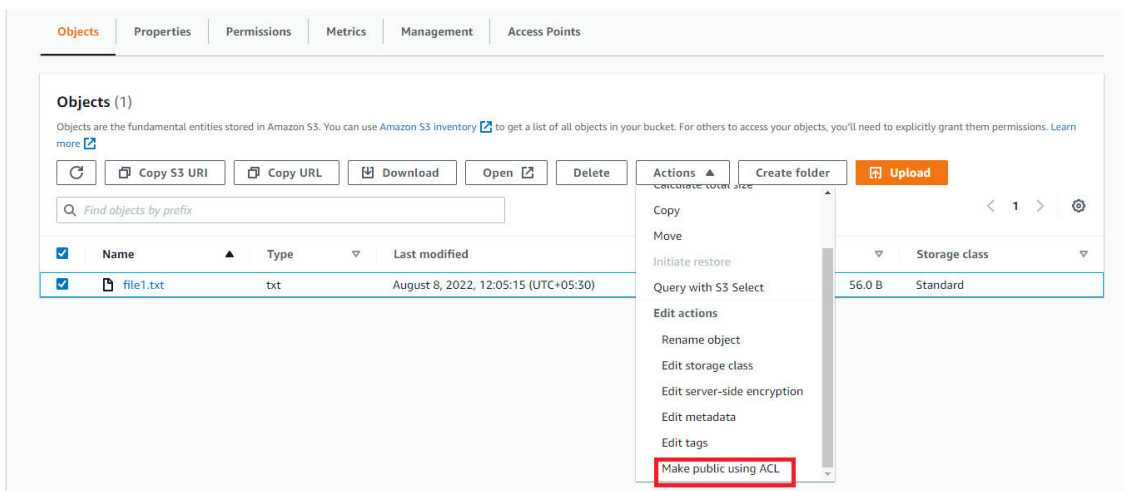 Objects Properties Permissions Metrics Management Access Points
Objects (1)
Objects are the fundamental entities stored in Amazon S3. You can use Amazon S3 inventory to get a list of all objects in your bucket. For others to access your objects, you'll need to explicitly grant them permissions. Learn
more
Copy S3 URI Copy URL Download Open Delete Actions Create folder Upload
Calculate total size
Find objects by prefix
1
Copy
Move
Name Type Last modified Storage class
Initiate restore
file1.txt txt August 8, 2022, 12:05:15 (UTC+05:30) 56.0 B Standard
Query with S3 Select
Edit actions
Rename object
Edit storage class
Edit server-side encryption
Edit metadata
Edit tags
Make public using ACL